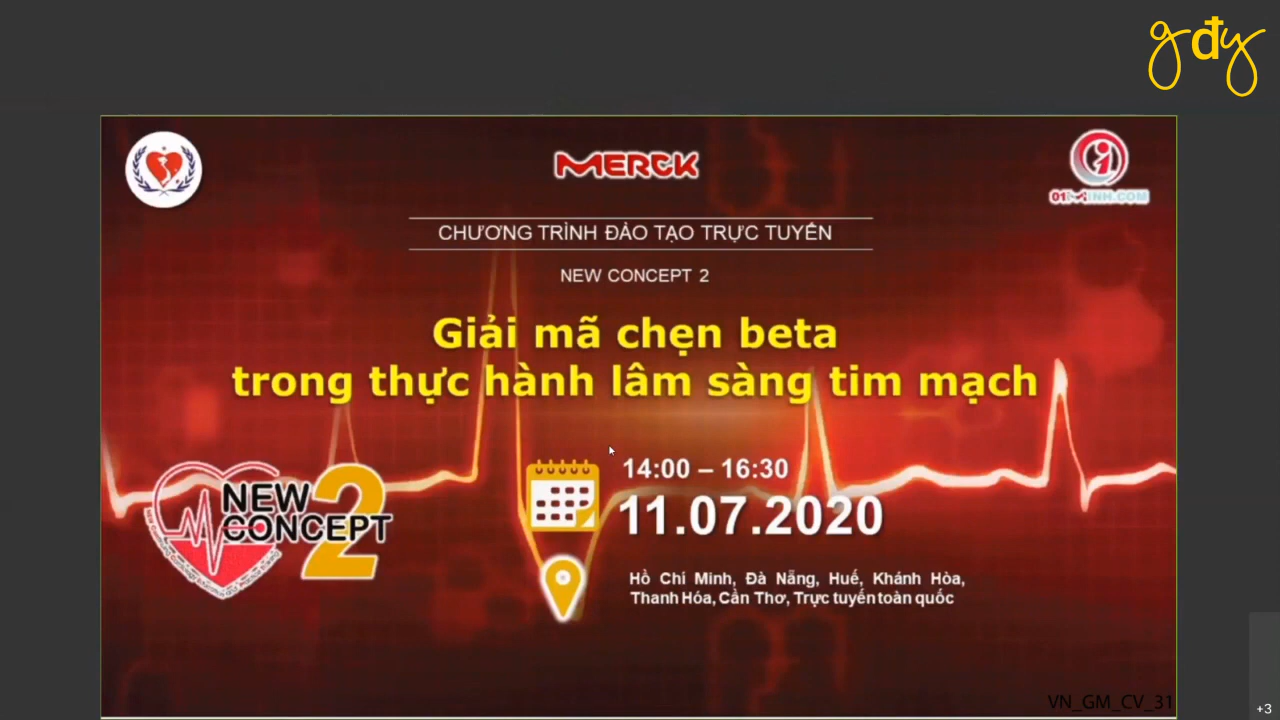 gđy
MERCK
01MINH.COM
CHƯƠNG TRÌNH ĐÀO TẠO TRỰC TUYẾN
NEW CONCEPT 2
Giải mã chẹn beta
trong thực hành lâm sàng tim mạch
14:00 – 16:30
11.07.2020
NEW
CONCEPT
2
Hồ Chí Minh, Đà Nẵng, Huế, Khánh Hòa,
Thanh Hóa, Cần Thơ, Trực tuyến toàn quốc
VN_GM_CV_31
+3